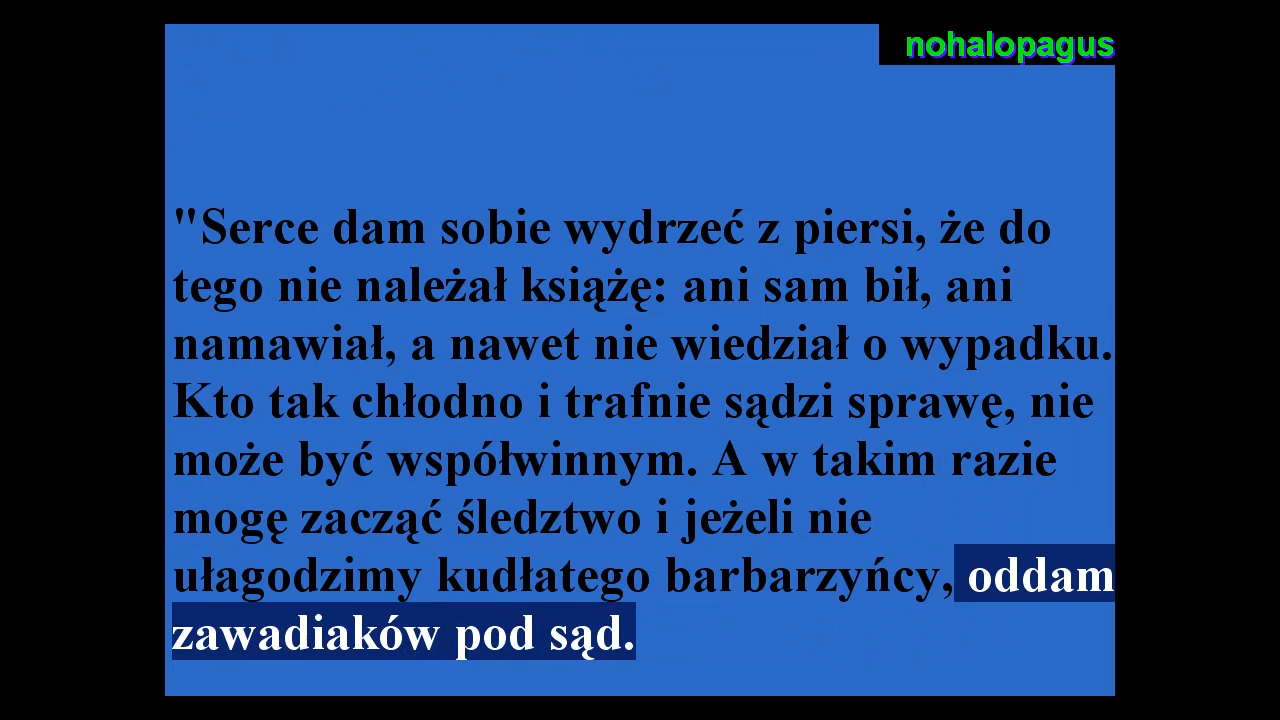 nohalopagus
"Serce dam sobie wydrzeć z piersi, że do
tego nie należał książę: ani sam bił, ani
namawiał, a nawet nie wiedział o wypadku.
Kto tak chłodno i trafnie sądzi sprawę, nie
może być współwinnym. A w takim razie
mogę zacząć śledztwo i jeżeli nie
ułagodzimy kudłatego barbarzyńcy, oddam
zawadiaków pod sąd.